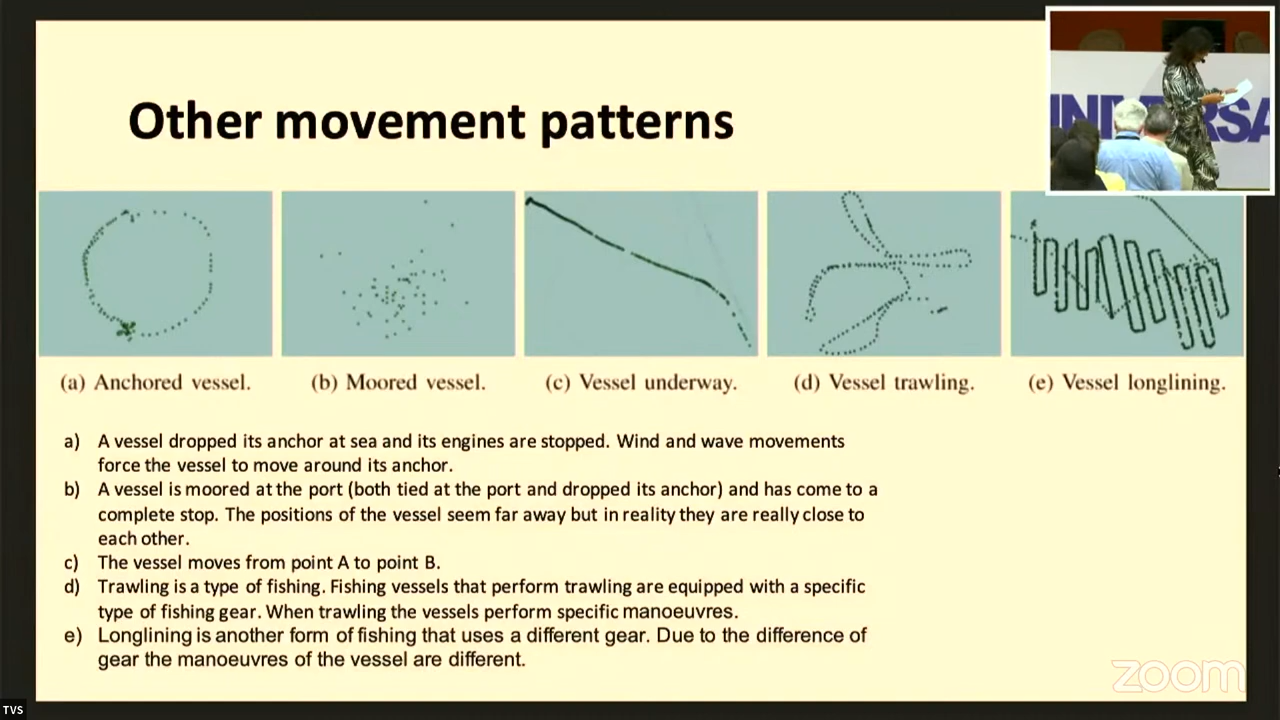 Other movement patterns
UNIVERSA
(a) Anchored vessel.
(b) Moored vessel.
(c) Vessel underway.
(d) Vessel trawling.
(e) Vessel longlining.
a) A vessel dropped its anchor at sea and its engines are stopped. Wind and wave movements
force the vessel to move around its anchor.
b) A vessel is moored at the port (both tied at the port and dropped its anchor) and has come to a
complete stop. The positions of the vessel seem far away but in reality they are really close to
each other.
c) The vessel moves from point A to point B.
d) Trawling is a type of fishing. Fishing vessels that perform trawling are equipped with a specific
type of fishing gear. When trawling the vessels perform specific manoeuvres.
e) Longlining is another form of fishing that uses a different gear. Due to the difference of
gear the manoeuvres of the vessel are different.
zoom
TVS